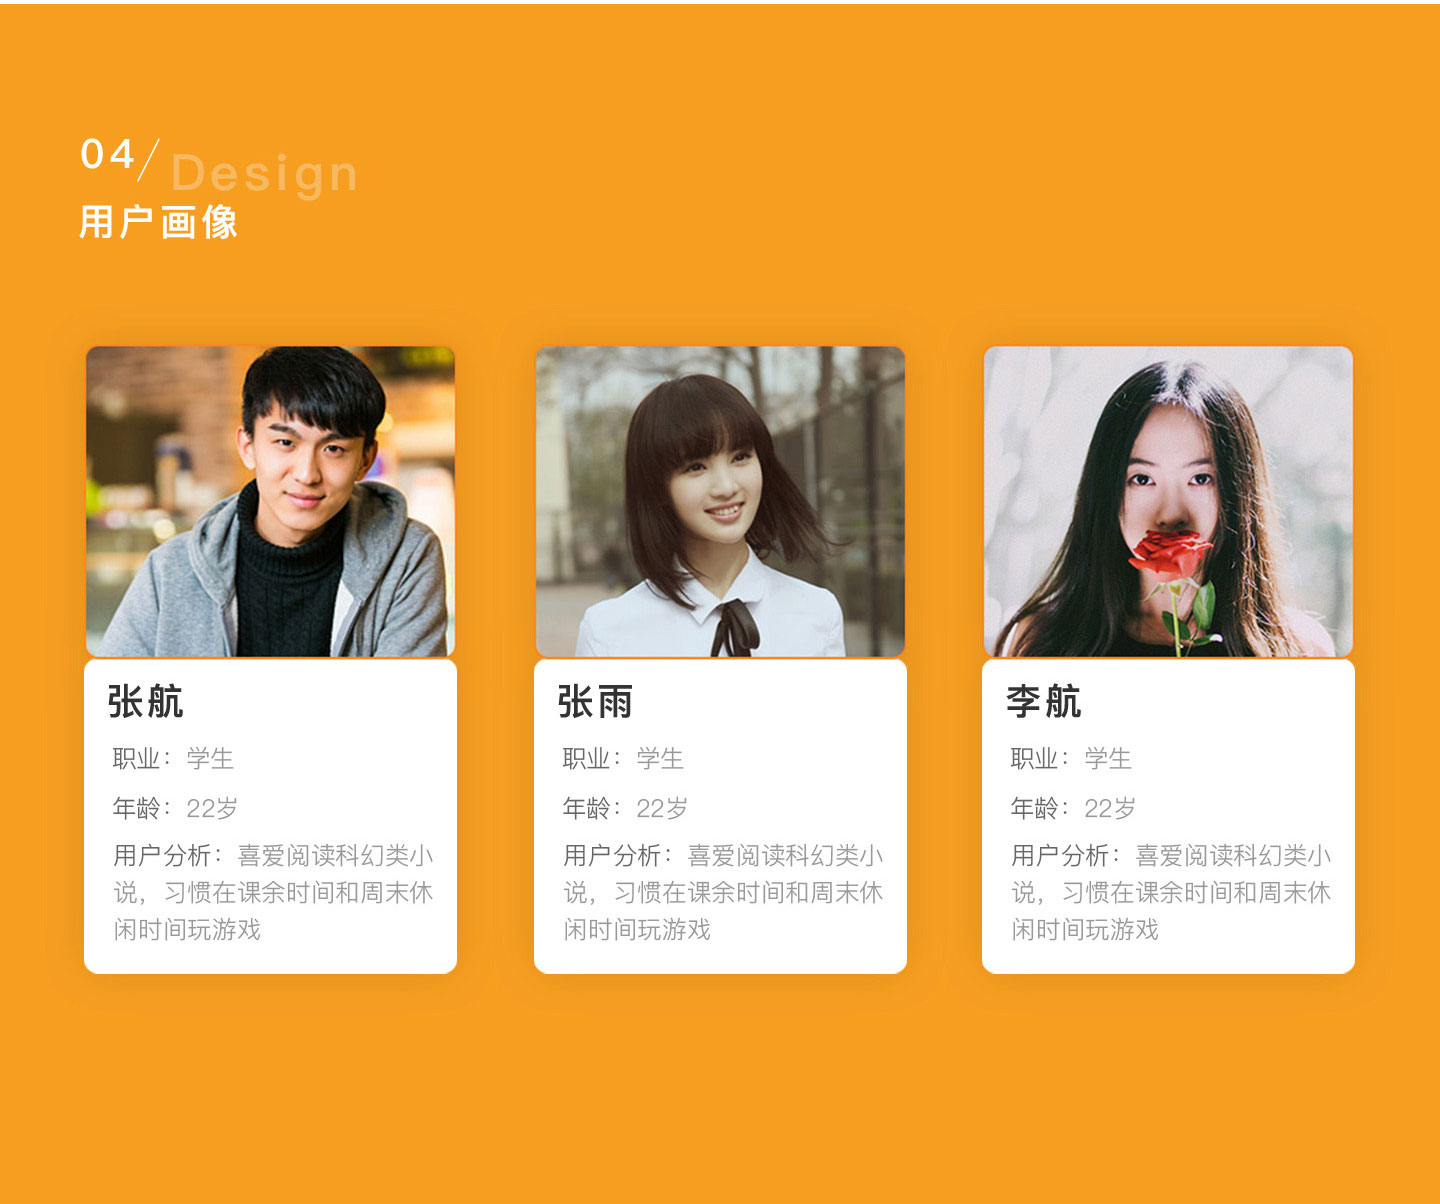 04/
Design
用户画像
张航
职业：学生
年龄：22岁
用户分析：喜爱阅读科幻类小
说，习惯在课余时间和周末休
闲时间玩游戏
张雨
职业：学生
年龄：22岁
用户分析：喜爱阅读科幻类小
说，习惯在课余时间和周末休
闲时间玩游戏
李航
职业：学生
年龄：22岁
用户分析：喜爱阅读科幻类小
说，习惯在课余时间和周末休
闲时间玩游戏